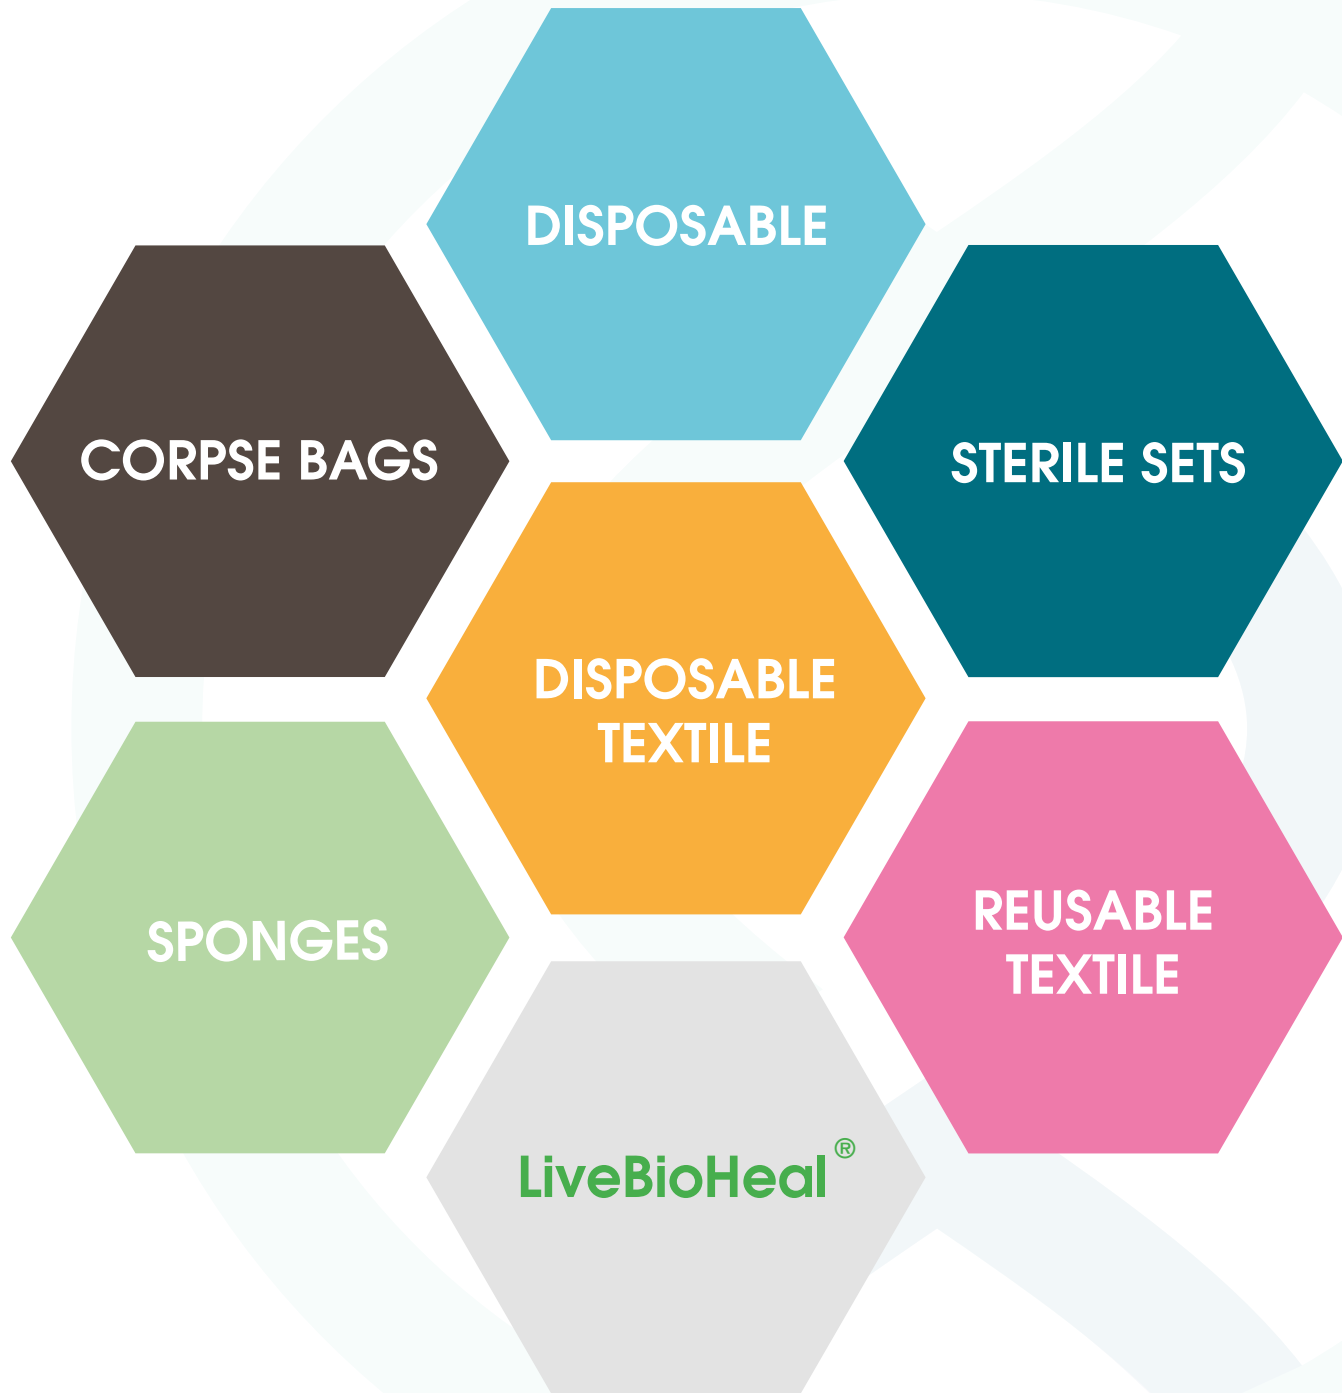 DISPOSABLE
CORPSE BAGS
STERILE SETS
DISPOSABLE
TEXTILE
SPONGES
REUSABLE
TEXTILE
LiveBioHeal®